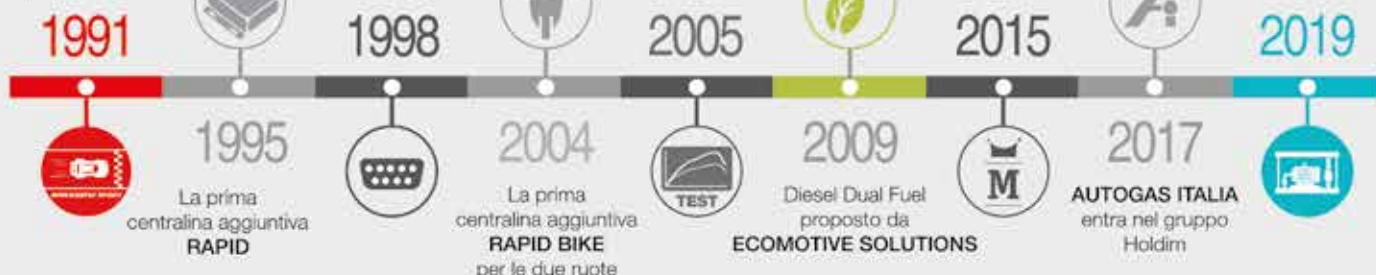 1991
1998
2005
2015
2019
1995
La prima
centralina aggiuntiva
RAPID
2004
La prima
centralina aggiuntiva
RAPID BIKE
per le due ruote
TEST
2009
Diesel Dual Fuel
proposto da
ECOMOTIVE SOLUTIONS
M
2017
AUTOGAS ITALIA
entra nel gruppo
Holdim